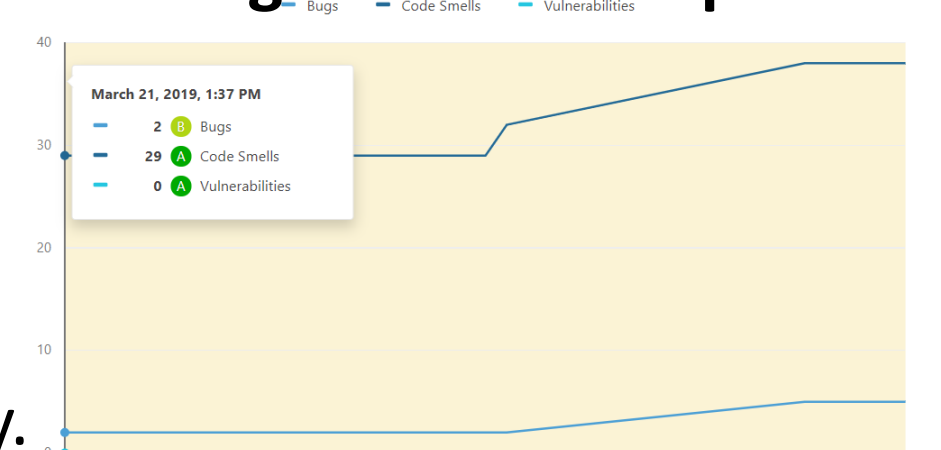 Bugs Code Smells Vulnerabilities
40
March 21, 2019, 1:37 PM
2 B Bugs
30
29 A Code Smells
0 A Vulnerabilities
20
10